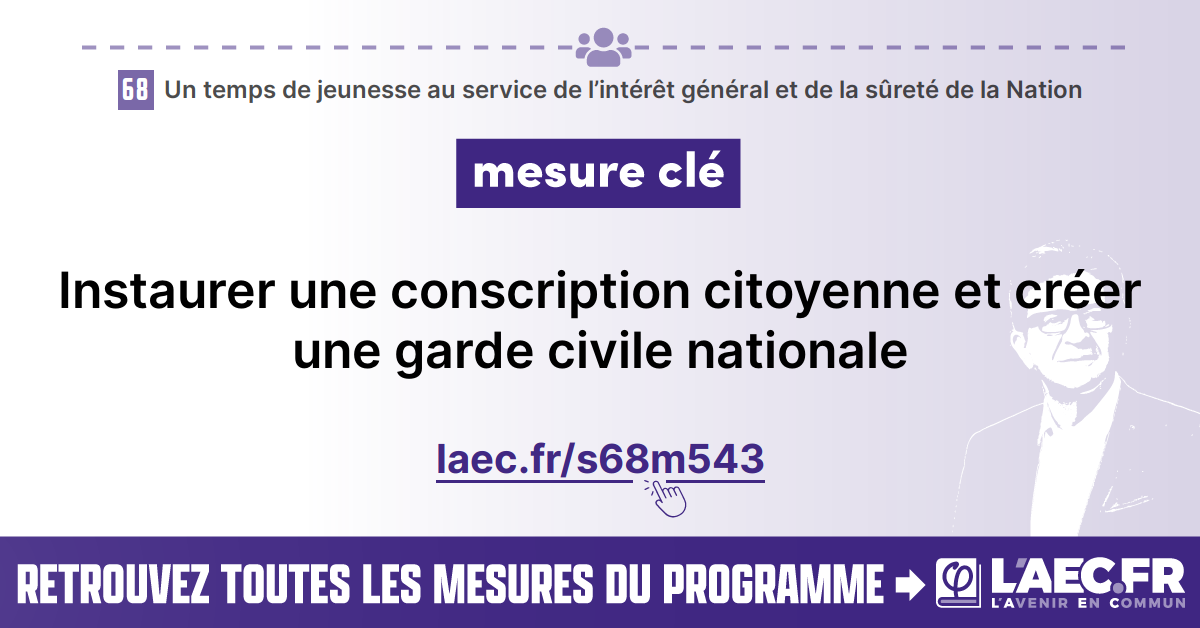 68 Un temps de jeunesse au service de l’intérêt général et de la sûreté de la Nation
mesure clé
Instaurer une conscription citoyenne et créer
une garde civile nationale
laec.fr/s68m543
RETROUVEZ TOUTES LES MESURES DU PROGRAMME
L'AEC.FR
L'AVENIR EN COMMUN